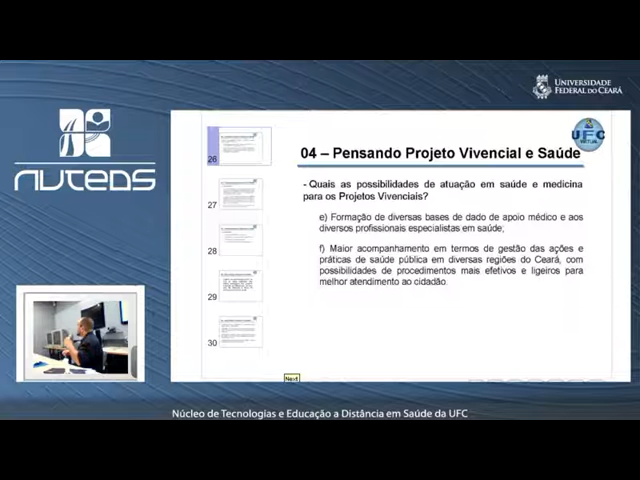 UNIVERSIDADE
FEDERAL DO CEARÁ
NUTEDS
UFC
VIRTUAL
04 – Pensando Projeto Vivencial e Saúde
- Quais as possibilidades de atuação em saúde e medicina
para os Projetos Vivenciais?
e) Formação de diversas bases de dado de apoio médico e aos
diversos profissionais especialistas em saúde;
f) Maior acompanhamento em termos de gestão das ações e
práticas de saúde pública em diversas regiões do Ceará, com
possibilidades de procedimentos mais efetivos e ligeiros para
melhor atendimento ao cidadão.
26
27
28
29
30
Next
Núcleo de Tecnologias e Educação a Distância em Saúde da UFC